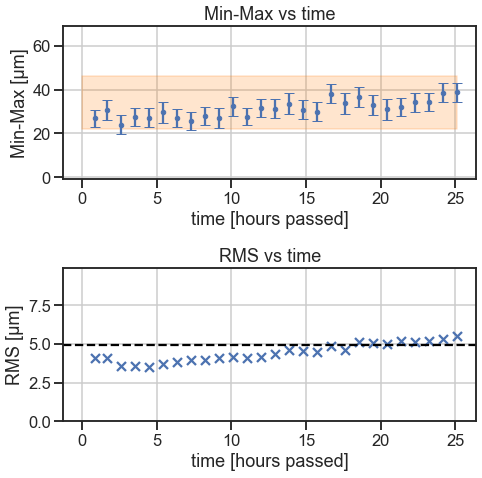 Min-Max vs time
Min-Max [μm]
60
40
20
0
0 5 10 15 20 25
time [hours passed]
RMS vs time
RMS [μm]
7.5
5.0
2.5
0.0
0 5 10 15 20 25
time [hours passed]